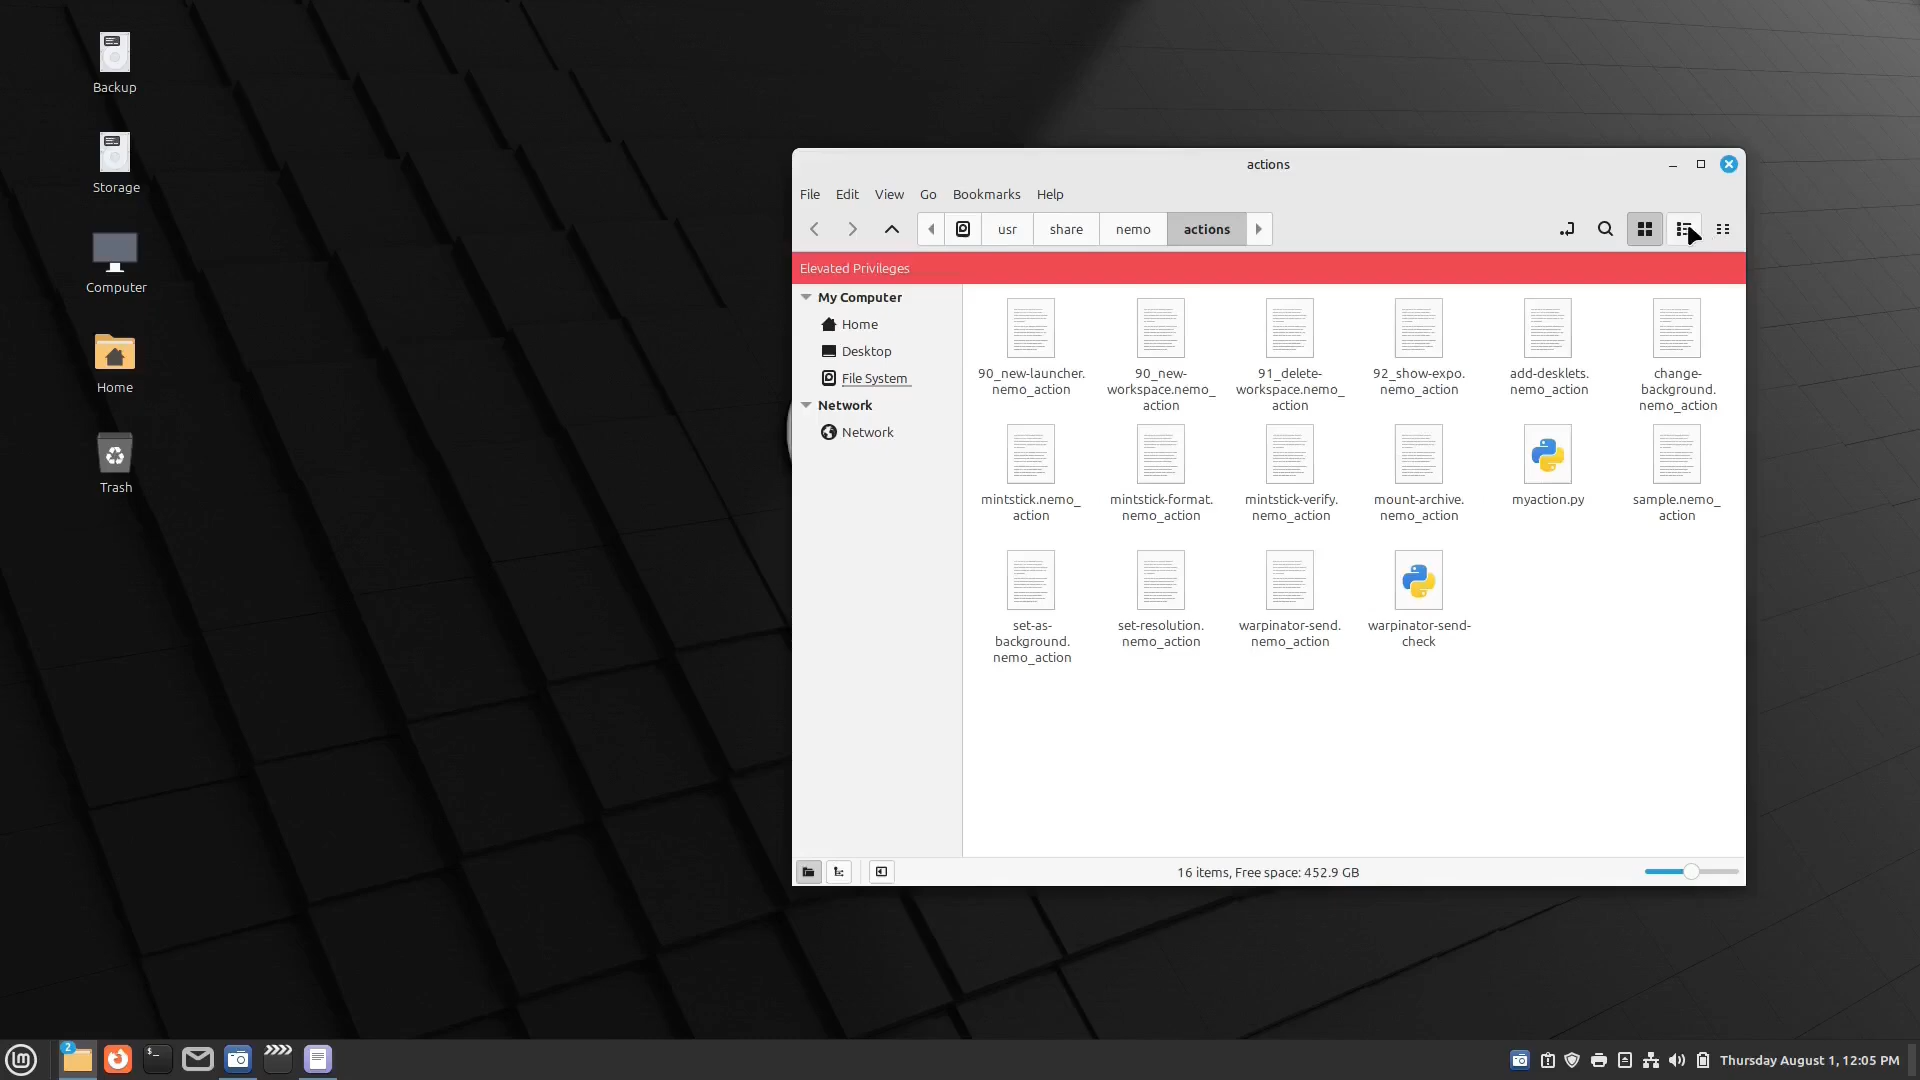 Backup
Storage
Computer
Home
Trash
actions
File Edit View Go Bookmarks Help
usr share nemo actions
Elevated Privileges
My Computer
Home
Desktop
File System
Network
Network
90_new-launcher.
nemo_action
90_new-
workspace.nemo_
action
91_delete-
workspace.nemo_
action
92_show-expo.
nemo_action
add-desklets.
nemo_action
change-
background.
nemo_action
mintstick.nemo_
action
mintstick-format.
nemo_action
mintstick-verify.
nemo_action
mount-archive.
nemo_action
myaction.py
sample.nemo_
action
set-as-
background.
nemo_action
set-resolution.
nemo_action
warpinator-send.
nemo_action
warpinator-send-
check
16 items, Free space: 452.9 GB
2
Thursday August 1, 12:05 PM